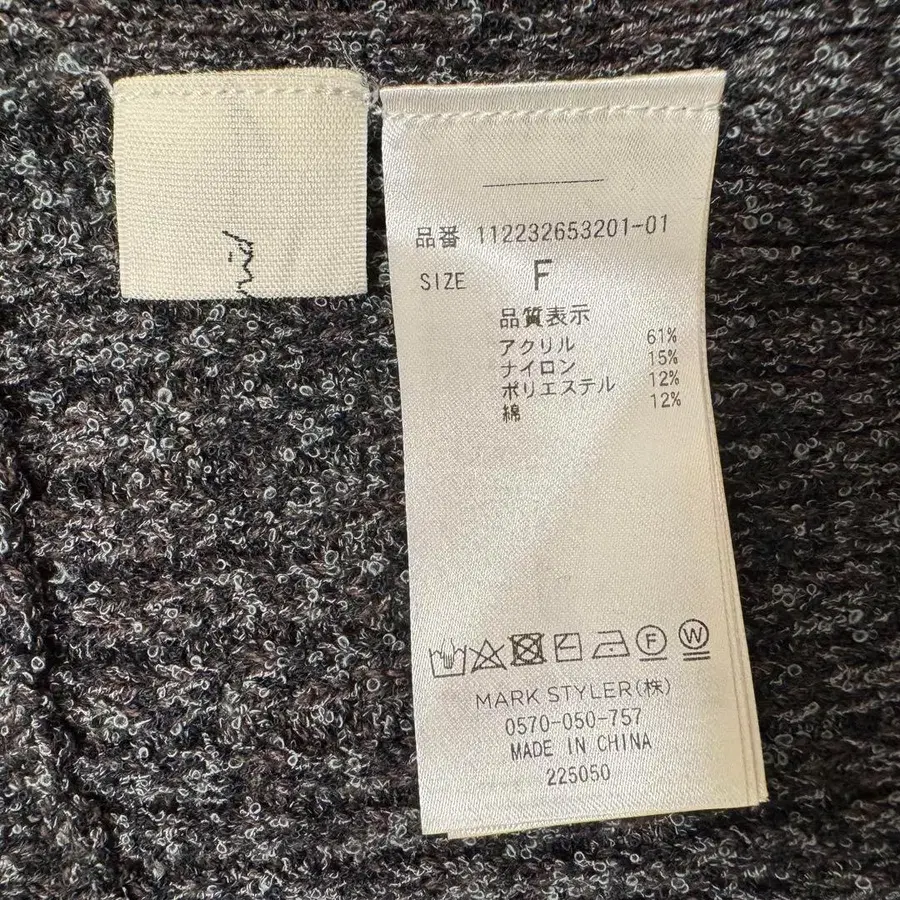 品番 112232653201-01
SIZE F
品質表示
アクリル 61%
ナイロン 15%
ポリエステル 12%
綿 12%
F W
MARK STYLER(株)
0570-050-757
MADE IN CHINA
225050